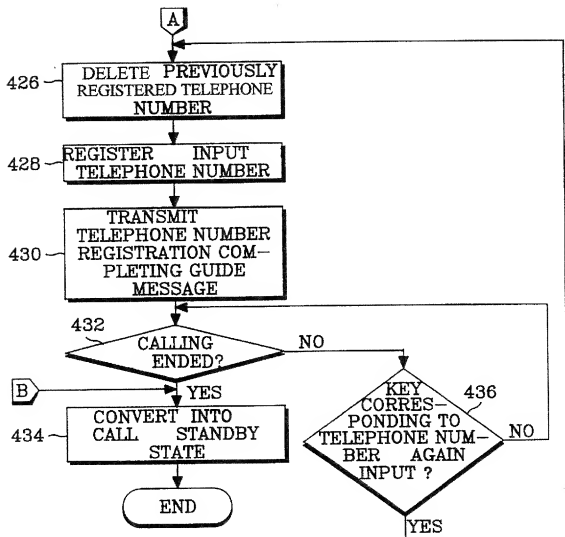 A
426
DELETE PREVIOUSLY
REGISTERED TELEPHONE
NUMBER
428
REGISTER INPUT
TELEPHONE NUMBER
430
TRANSMIT
TELEPHONE NUMBER
REGISTRATION COM-
PLETING GUIDE
MESSAGE
432
CALLING
ENDED?
NO
B
YES
434
CONVERT INTO
CALL STANDBY
STATE
END
436
KEY
CORRES-
PONDING TO
TELEPHONE NUM-
BER AGAIN
INPUT ?
NO
YES